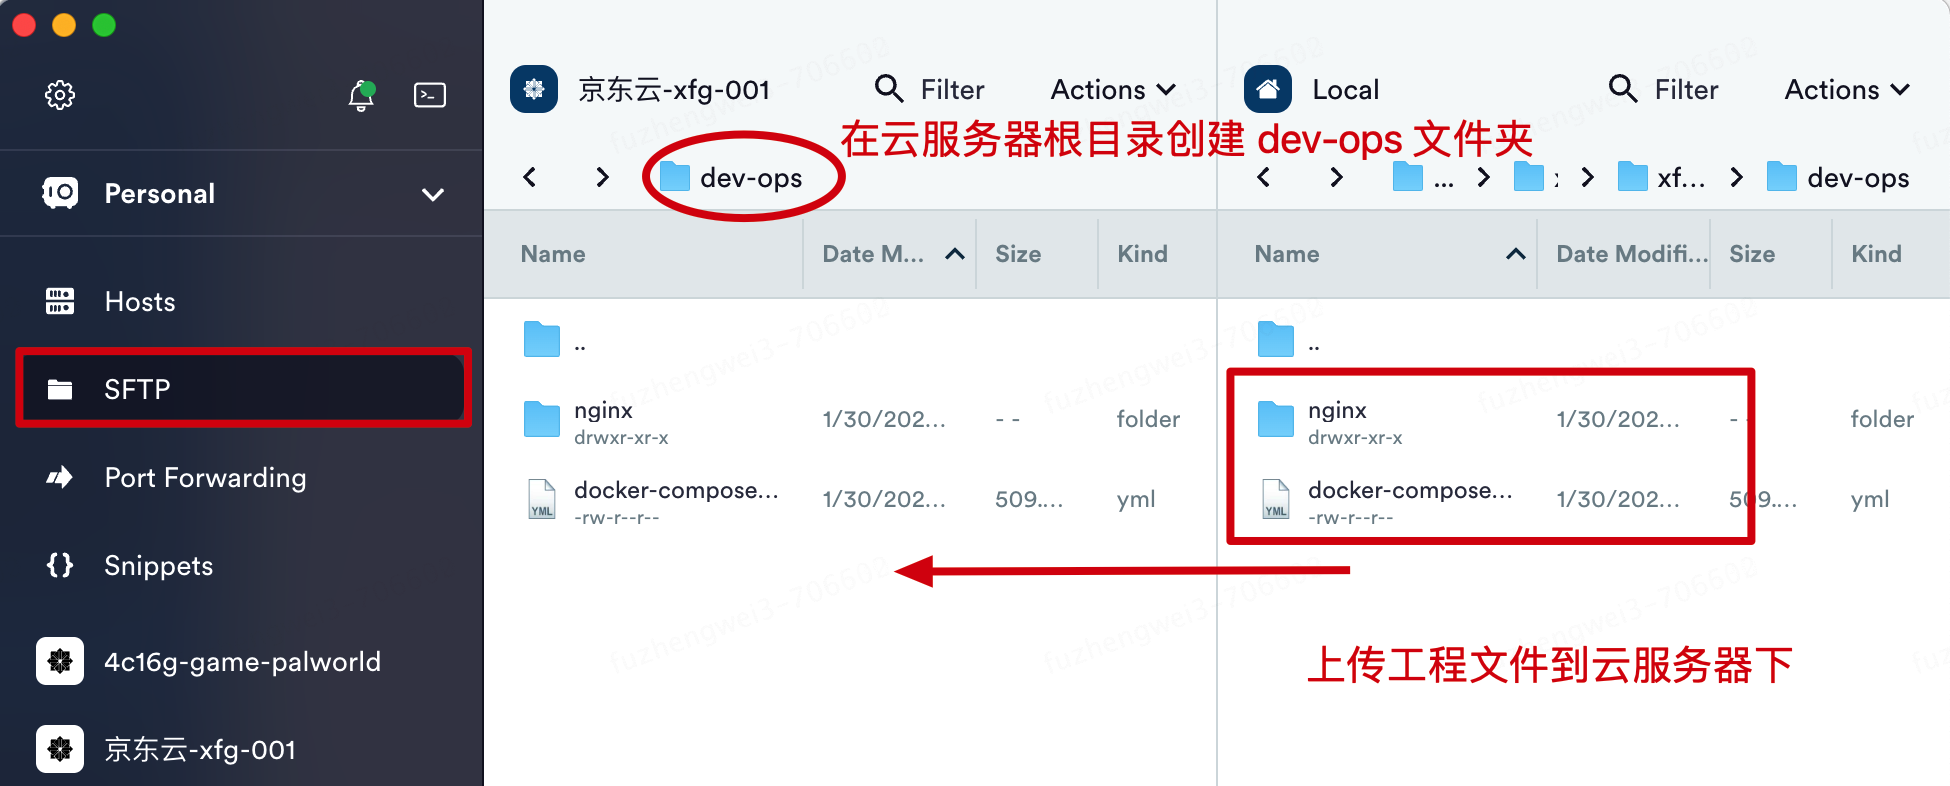 京东云-xfg-001
Filter
Actions
Local
Filter
Actions
在云服务器根目录创建 dev-ops 文件夹
dev-ops
...
xf...
dev-ops
Personal
Name
Date M...
Size
Kind
Name
Date Modifi...
Size
Kind
Hosts
SFTP
Port Forwarding
Snippets
4c16g-game-palworld
京东云-xfg-001
..
nginx
drwxr-xr-x
1/30/202...
- -
folder
docker-compose...
-rw-r--r--
1/30/202...
509....
yml
YML
..
nginx
drwxr-xr-x
1/30/202...
- -
folder
docker-compose...
-rw-r--r--
1/30/202...
509....
yml
YML
上传工程文件到云服务器下
fuzhengwei3-706602